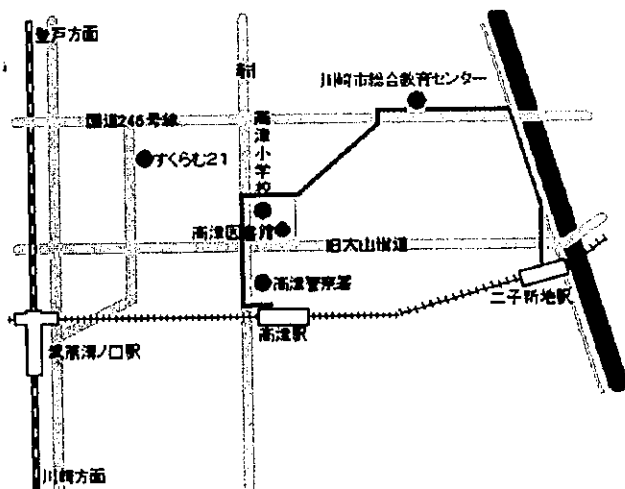 登戸方面
川崎市総合教育センター
国道246号線
高津小学校
すくらむ21
高津図書館
旧大山街道
高津警察署
二子新地駅
高津駅
武蔵溝ノ口駅
川崎方面